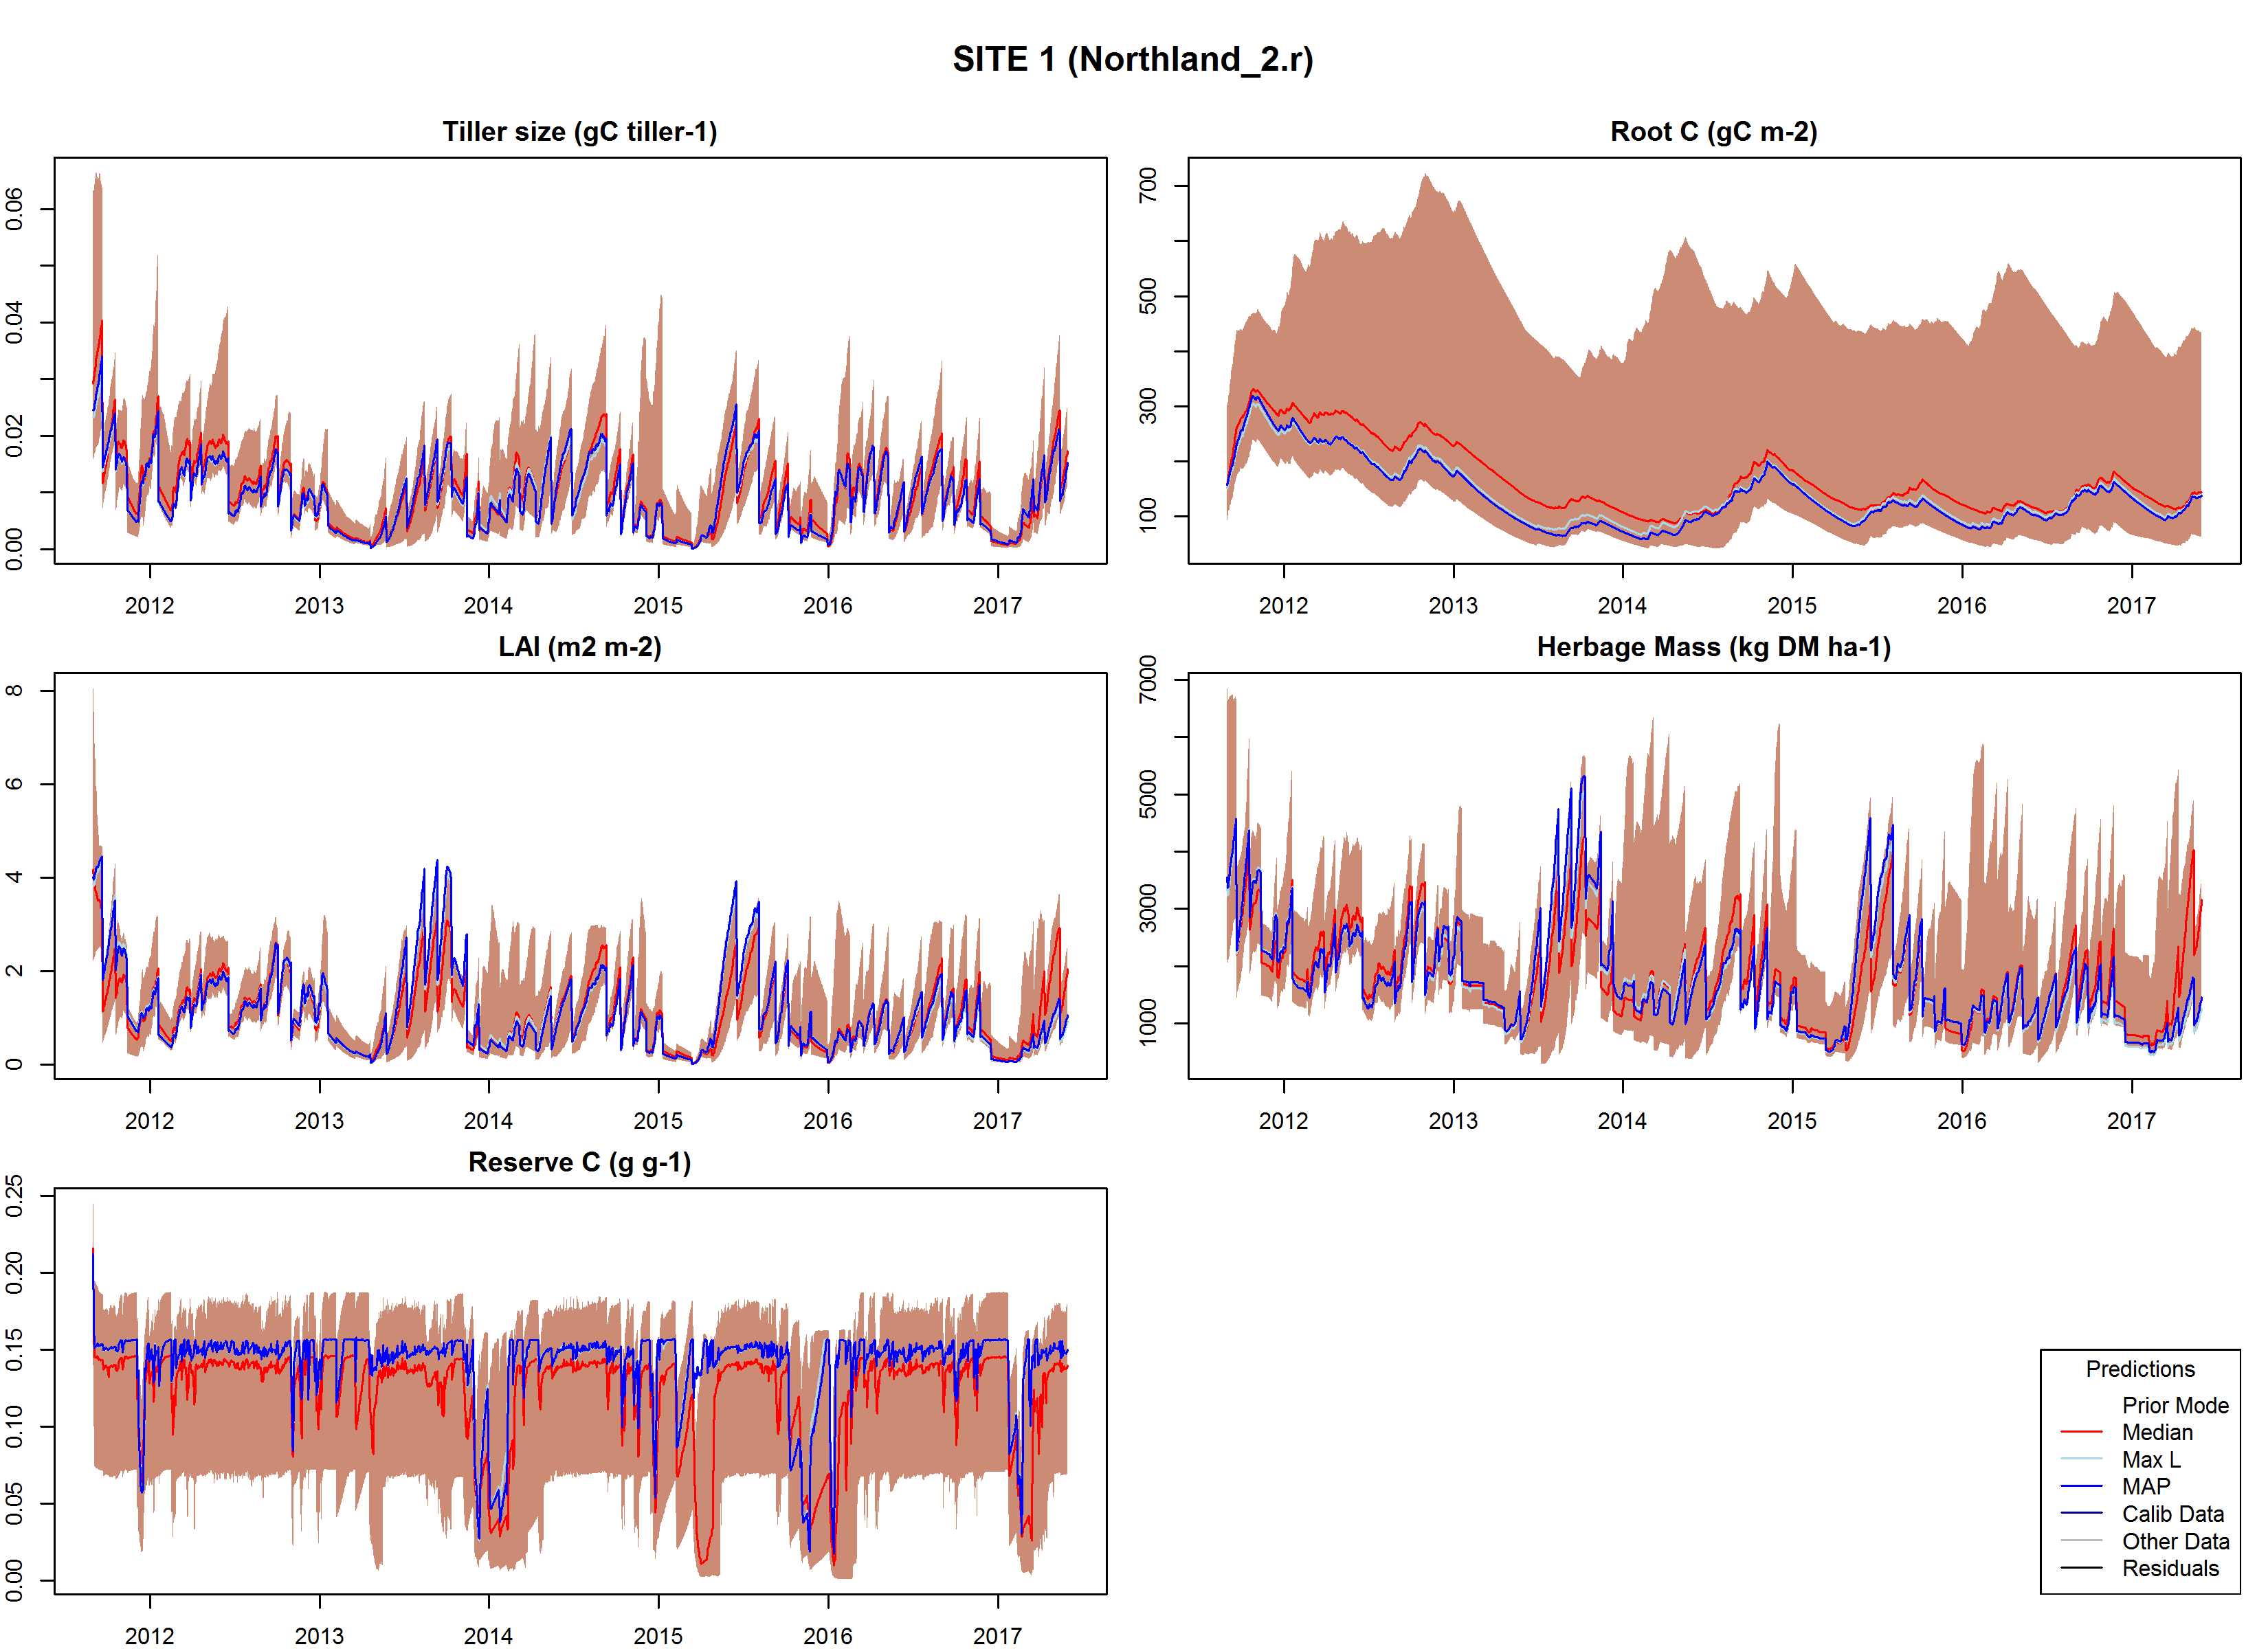 SITE 1 (Northland_2.r)
Tiller size (gC tiller-1)
0.00 0.02 0.04 0.06
2012 2013 2014 2015 2016 2017
Root C (gC m-2)
100 300 500 700
2012 2013 2014 2015 2016 2017
LAI (m2 m-2)
0 2 4 6 8
2012 2013 2014 2015 2016 2017
Herbage Mass (kg DM ha-1)
1000 3000 5000 7000
2012 2013 2014 2015 2016 2017
Reserve C (g g-1)
0.00 0.05 0.10 0.15 0.20 0.25
2012 2013 2014 2015 2016 2017
Predictions
Prior Mode
Median
Max L
MAP
Calib Data
Other Data
Residuals